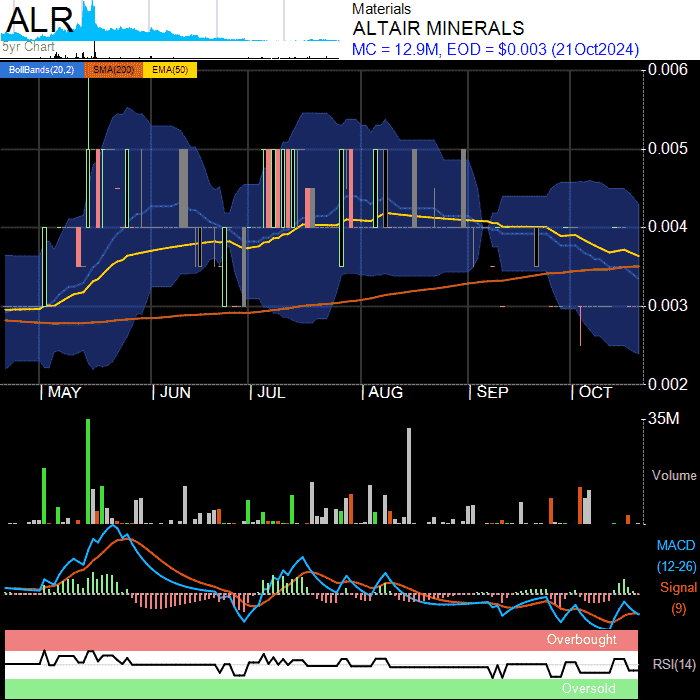 ALR
5yr Chart
Materials
ALTAIR MINERALS
MC = 12.9M, EOD = $0.003 (21Oct2024)
BollBands(20,2) SMA(200) EMA(50)
0.006
0.005
0.004
0.003
0.002
MAY JUN JUL AUG SEP OCT
35M
Volume
MACD
(12-26)
Signal
(9)
Overbought
RSI(14)
Oversold